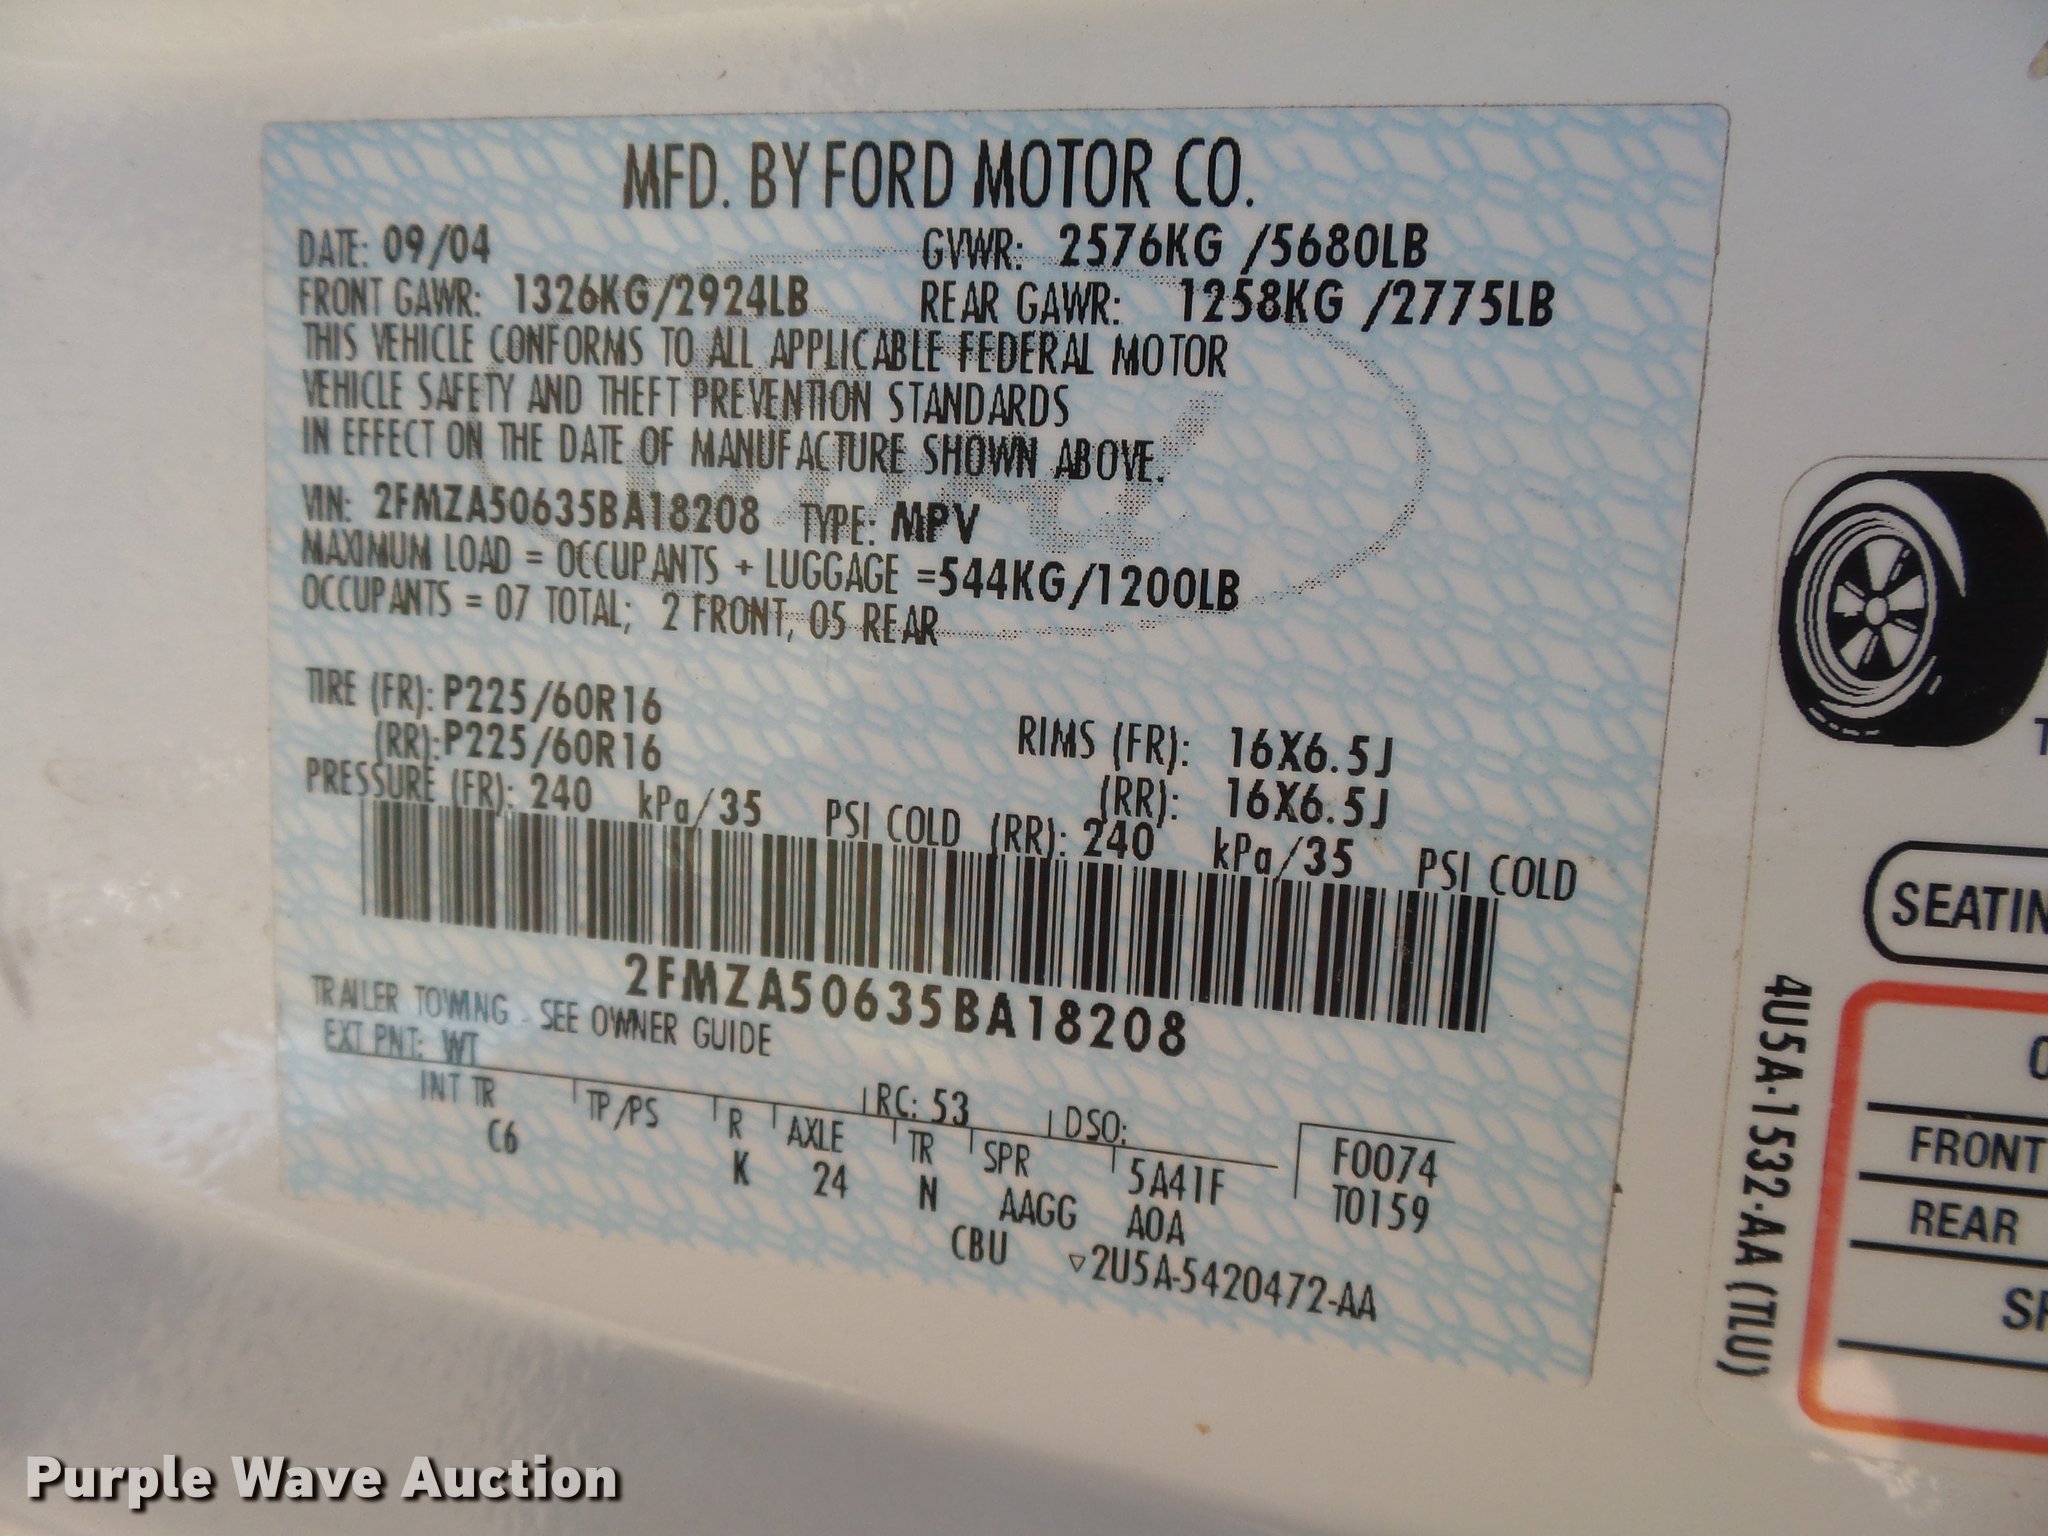 MFD. BY FORD MOTOR CO.
DATE: 09/04 GVWR: 2576KG /5680LB
FRONT GAWR: 1326KG/2924LB REAR GAWR: 1258KG /2775LB
THIS VEHICLE CONFORMS TO ALL APPLICABLE FEDERAL MOTOR
VEHICLE SAFETY AND THEFT PREVENTION STANDARDS
IN EFFECT ON THE DATE OF MANUFACTURE SHOWN ABOVE.
VIN: 2FMZA50635BA18208 TYPE: MPV
MAXIMUM LOAD = OCCUPANTS + LUGGAGE =544KG/1200LB
OCCUPANTS = 07 TOTAL; 2 FRONT, 05 REAR
TIRE (FR): P225/60R16 RIMS (FR): 16X6.5J
(RR):P225/60R16 (RR): 16X6.5J
PRESSURE (FR): 240 kPa/35 PSI COLD (RR): 240 kPa/35 PSI COLD
2FMZA50635BA18208
TRAILER TOWING - SEE OWNER GUIDE
EXT PNT: WT RC: 53 DSO:
INT TR TP/PS R AXLE TR SPR 5A41F F0074
C6 K 24 N AAGG A0A T0159
CBU ▽2U5A-5420472-AA
4U5A-1532-AA (TLU)
FRONT
REAR
Purple Wave Auction